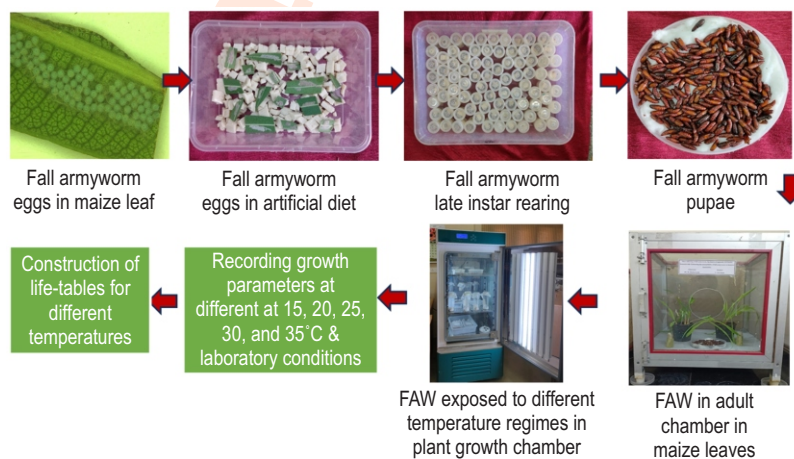 Fall armyworm
eggs in maize leaf
Fall armyworm
eggs in artificial diet
Fall armyworm
late instar rearing
Fall armyworm
pupae
FAW in adult
chamber in
maize leaves
FAW exposed to different
temperature regimes in
plant growth chamber
Recording growth
parameters at
different at 15, 20, 25,
30, and 35˚C &
laboratory conditions
Construction of
life-tables for
different
temperatures